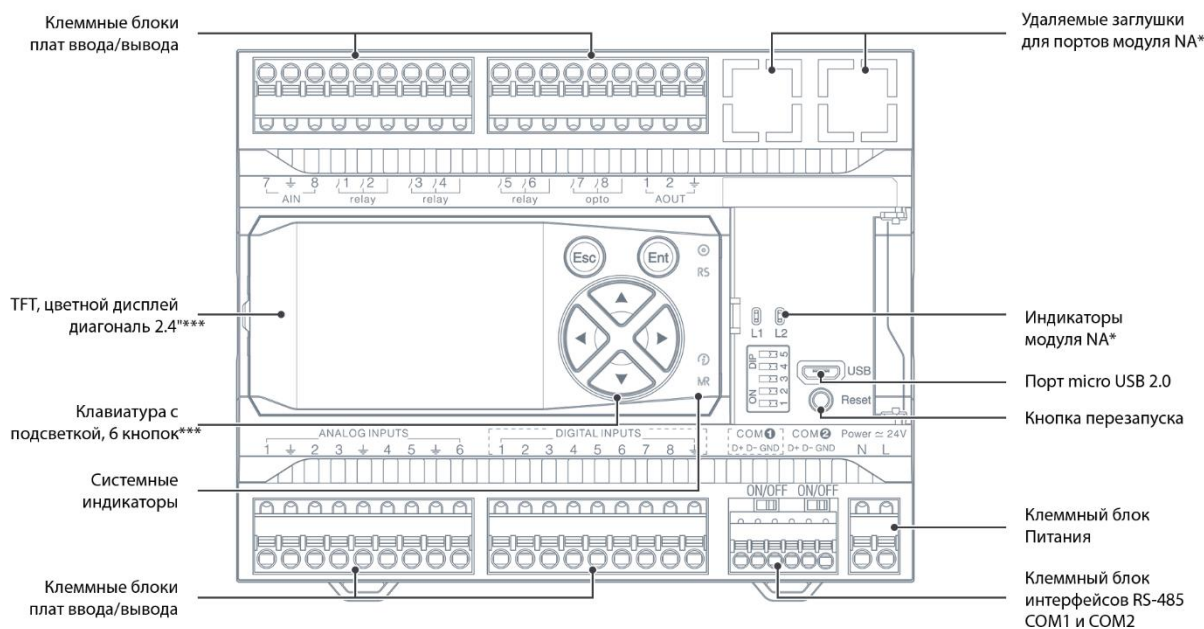 Клеммные блоки
плат ввода/вывода
Удаляемые заглушки
для портов модуля NA*
7 8 1 2 3 4 5 6 7 8 1 2
AIN relay relay relay opto AOUT
Esc Ent
RS
TFT, цветной дисплей
диагональ 2.4"***
L1 L2
Индикаторы
модуля NA*
DIP
ON
5
4
3
2
1
USB
Порт micro USB 2.0
MR
Reset
Кнопка перезапуска
Клавиатура с
подсветкой, 6 кнопок***
ANALOG INPUTS DIGITAL INPUTS COM1 COM2 Power ≂ 24V
1 2 3 4 5 6 1 2 3 4 5 6 7 8 D+ D- GND D+ D- GND N L
Системные
индикаторы
ON/OFF ON/OFF
Клеммный блок
Питания
Клеммные блоки
плат ввода/вывода
Клеммный блок
интерфейсов RS-485
COM1 и COM2